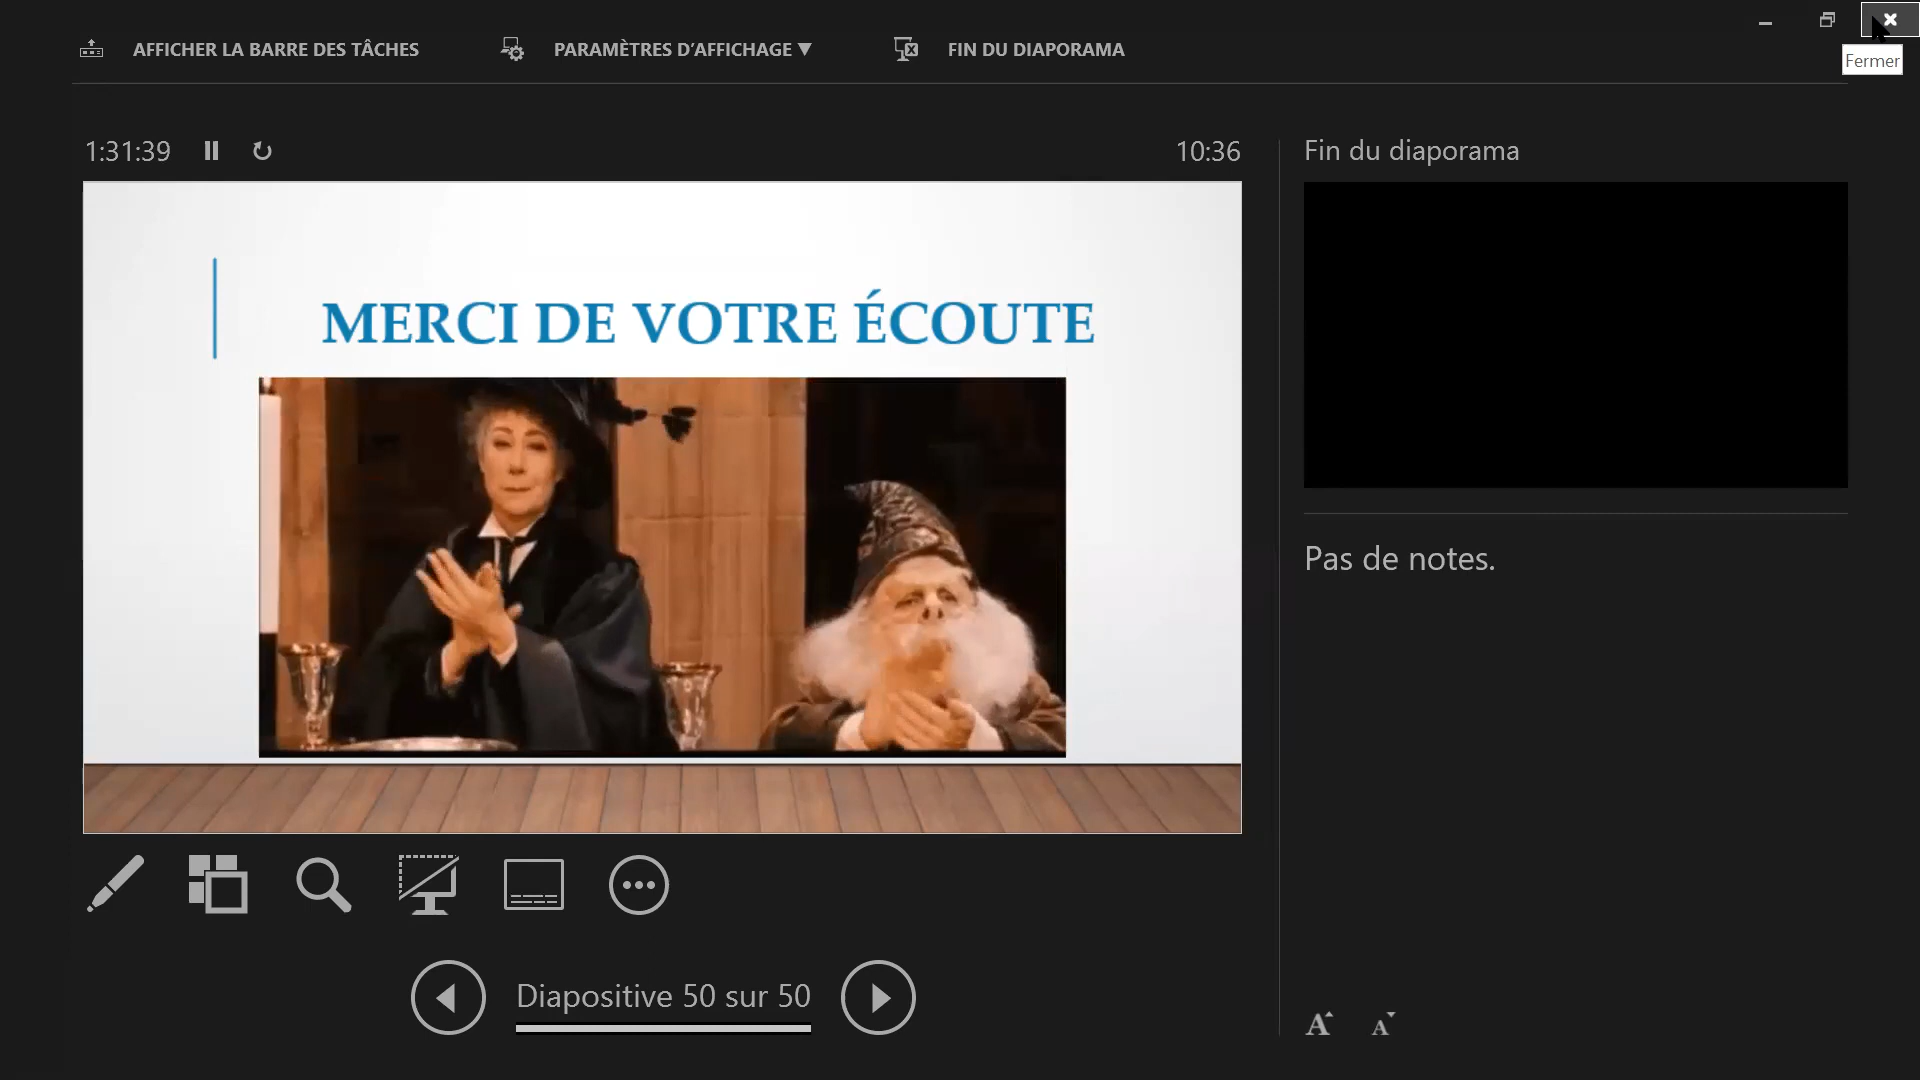 AFFICHER LA BARRE DES TÂCHES
PARAMÈTRES D'AFFICHAGE ▼
FIN DU DIAPORAMA
Fermer
1:31:39
10:36
Fin du diaporama
MERCI DE VOTRE ÉCOUTE
Pas de notes.
Diapositive 50 sur 50
A A